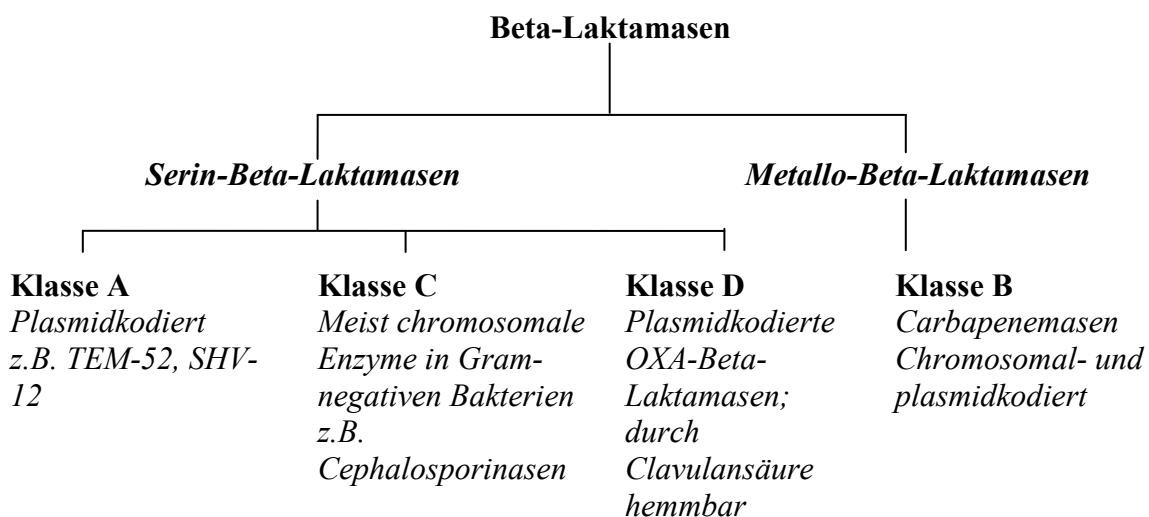 Beta-Laktamasen
Serin-Beta-Laktamasen
Metallo-Beta-Laktamasen
Klasse A
Plasmidkodiert
z.B. TEM-52, SHV-
12
Klasse C
Meist chromosomale
Enzyme in Gram-
negativen Bakterien
z.B.
Cephalosporinasen
Klasse D
Plasmidkodierte
OXA-Beta-
Laktamasen;
durch
Clavulansäure
hemmbar
Klasse B
Carbapenemasen
Chromosomal- und
plasmidkodiert